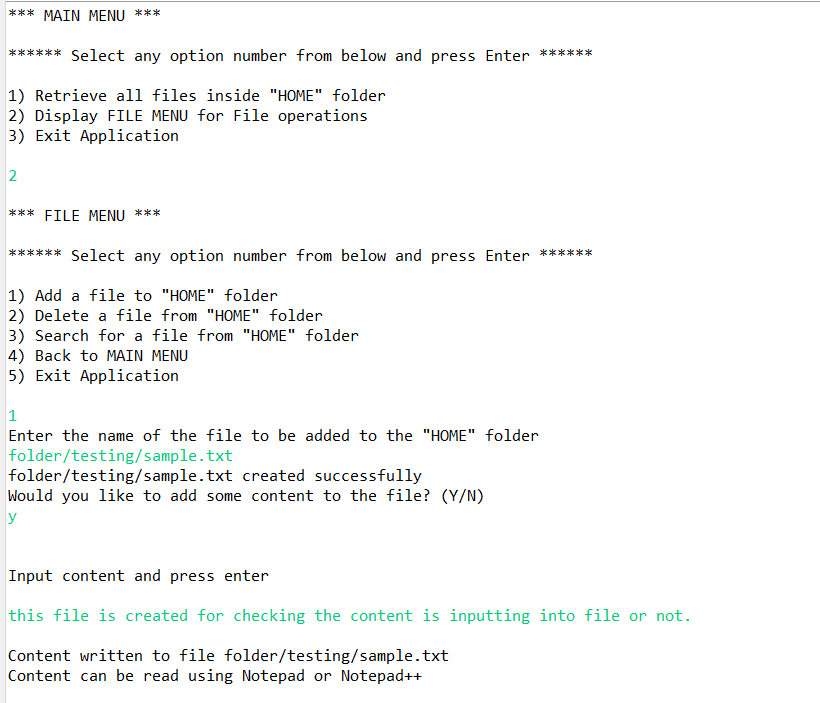 *** MAIN MENU ***
****** Select any option number from below and press Enter ******
1) Retrieve all files inside "HOME" folder
2) Display FILE MENU for File operations
3) Exit Application
2
*** FILE MENU ***
****** Select any option number from below and press Enter ******
1) Add a file to "HOME" folder
2) Delete a file from "HOME" folder
3) Search for a file from "HOME" folder
4) Back to MAIN MENU
5) Exit Application
1
Enter the name of the file to be added to the "HOME" folder
folder/testing/sample.txt
folder/testing/sample.txt created successfully
Would you like to add some content to the file? (Y/N)
y
Input content and press enter
this file is created for checking the content is inputting into file or not.
Content written to file folder/testing/sample.txt
Content can be read using Notepad or Notepad++